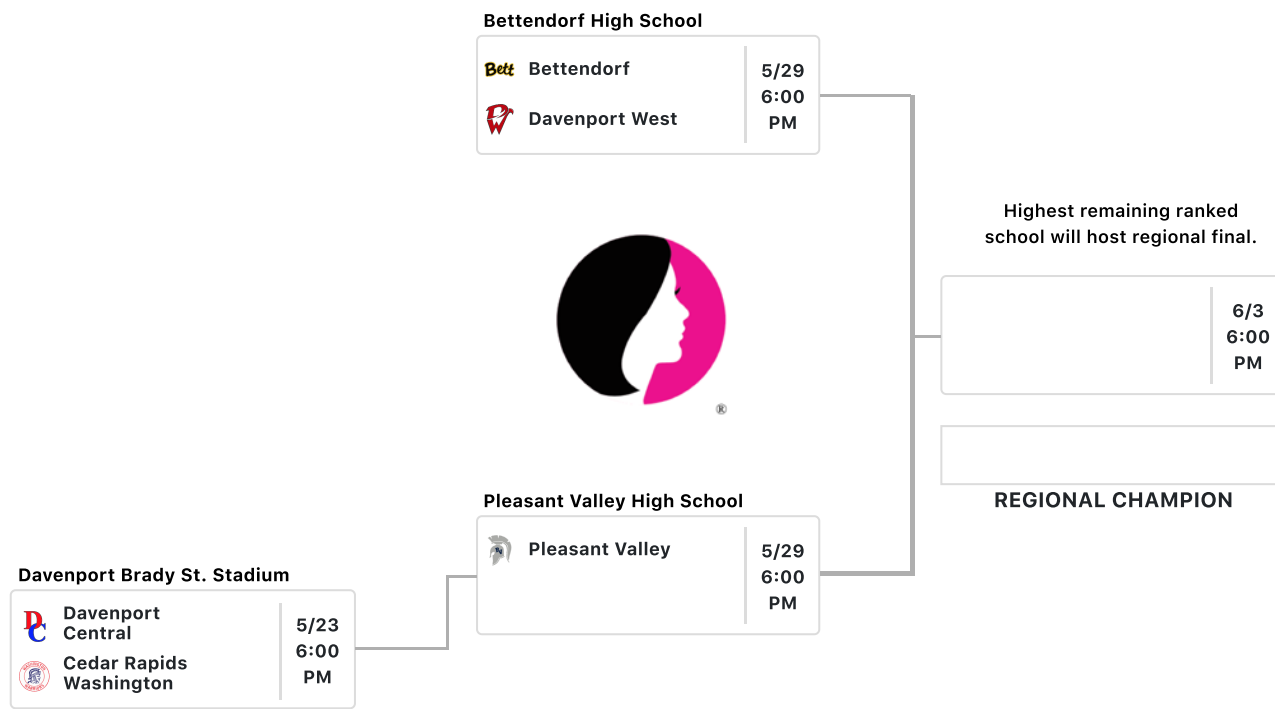 Bettendorf High School
Bett
Bettendorf
DW
Davenport West
5/29
6:00
PM
Highest remaining ranked
school will host regional final.
6/3
6:00
PM
®
REGIONAL CHAMPION
Pleasant Valley High School
Pleasant Valley
5/29
6:00
PM
Davenport Brady St. Stadium
DC
Davenport
Central
Cedar Rapids
Washington
5/23
6:00
PM